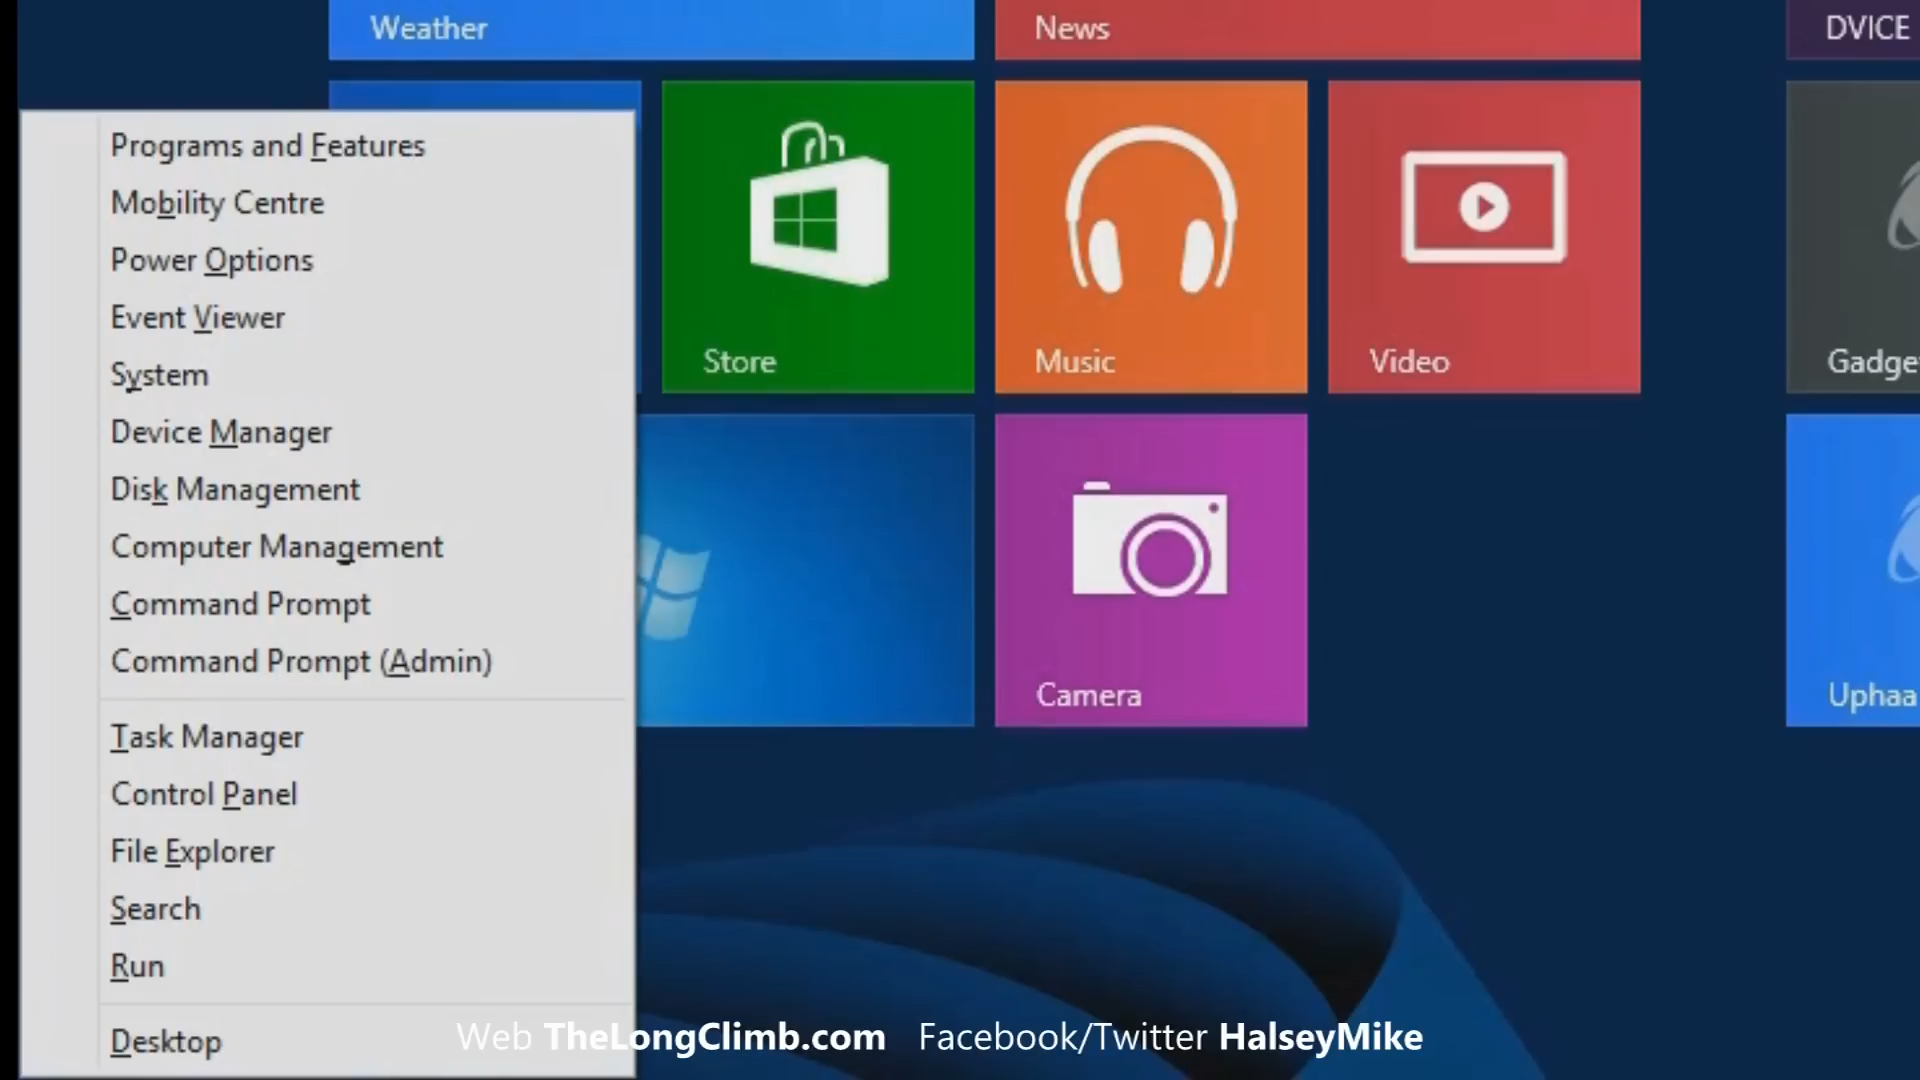 Weather
News
DVICE
Programs and Features
Mobility Centre
Power Options
Event Viewer
System
Device Manager
Disk Management
Computer Management
Command Prompt
Command Prompt (Admin)
Task Manager
Control Panel
File Explorer
Search
Run
Desktop
Store
Music
Video
Gadge
Camera
Uphaa
Web TheLongClimb.com Facebook/Twitter HalseyMike